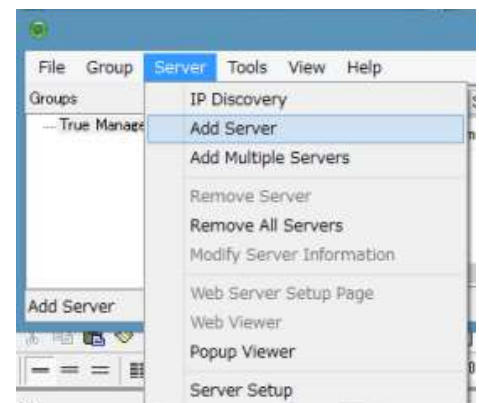 File Group Server Tools View Help
Groups
True Manage
IP Discovery
Add Server
Add Multiple Servers
Remove Server
Remove All Servers
Modify Server Information
Web Server Setup Page
Web Viewer
Popup Viewer
Server Setup
Add Server